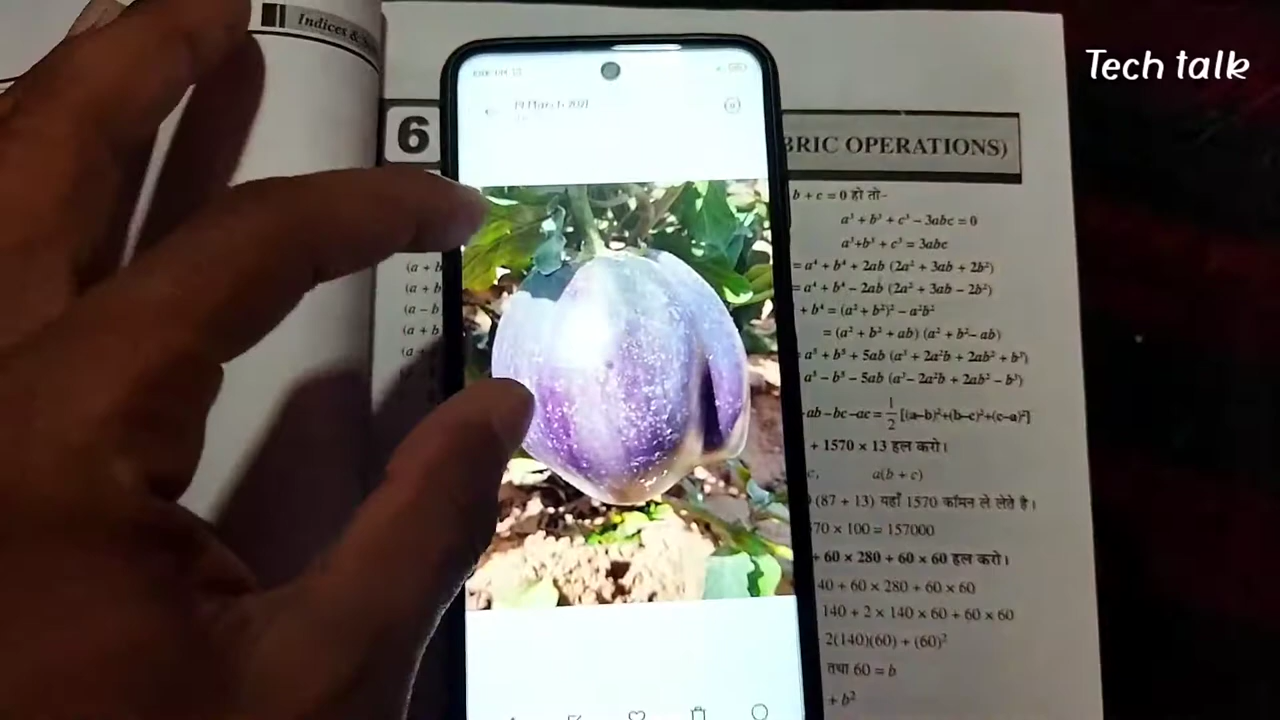 Tech talk
Indices &
6
BRIC OPERATIONS)
19 March 2021
b + c = 0 हो तो-
a³ + b³ + c³ - 3abc = 0
a³+b³ + c³ = 3abc
(a + b
= a⁴ + b⁴ + 2ab (2a² + 3ab + 2b²)
(a + b
= a⁴ + b⁴ - 2ab (2a² + 3ab - 2b²)
(a - b
+ b⁴ = (a² + b²)² - a²b²
(a + b
= (a² + b² + ab) (a² + b²- ab)
(a
= a⁵ + b⁵ + 5ab (a³ + 2a²b + 2ab² + b³)
a⁵ - b⁵ - 5ab (a³- 2a²b + 2ab² - b³)
-ab -bc -ac = 1/2 [(a-b)²+(b-c)²+(c-a)²]
+ 1570 × 13 हल करो।
c, a(b + c)
(87 + 13) यहाँ 1570 कॉमन ले लेते है।
70 × 100 = 157000
+ 60 × 280 + 60 × 60 हल करो।
40 + 60 × 280 + 60 × 60
140 + 2 × 140 × 60 + 60 × 60
2(140)(60) + (60)²
तथा 60 = b
+ b²